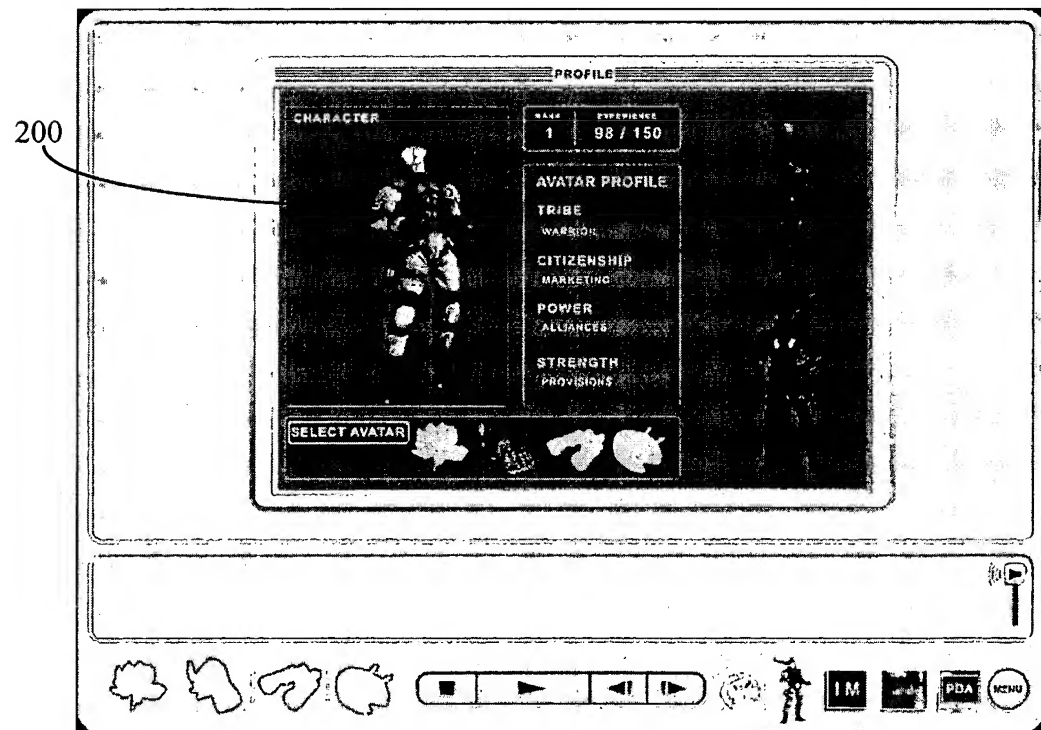 PROFILE
200
CHARACTER
RANK EXPERIENCE
1 98 / 150
AVATAR PROFILE
TRIBE
WARRIOR
CITIZENSHIP
MARKETING
POWER
ALLIANCES
STRENGTH
PROVISIONS
SELECT AVATAR
IM
PDA
MENU